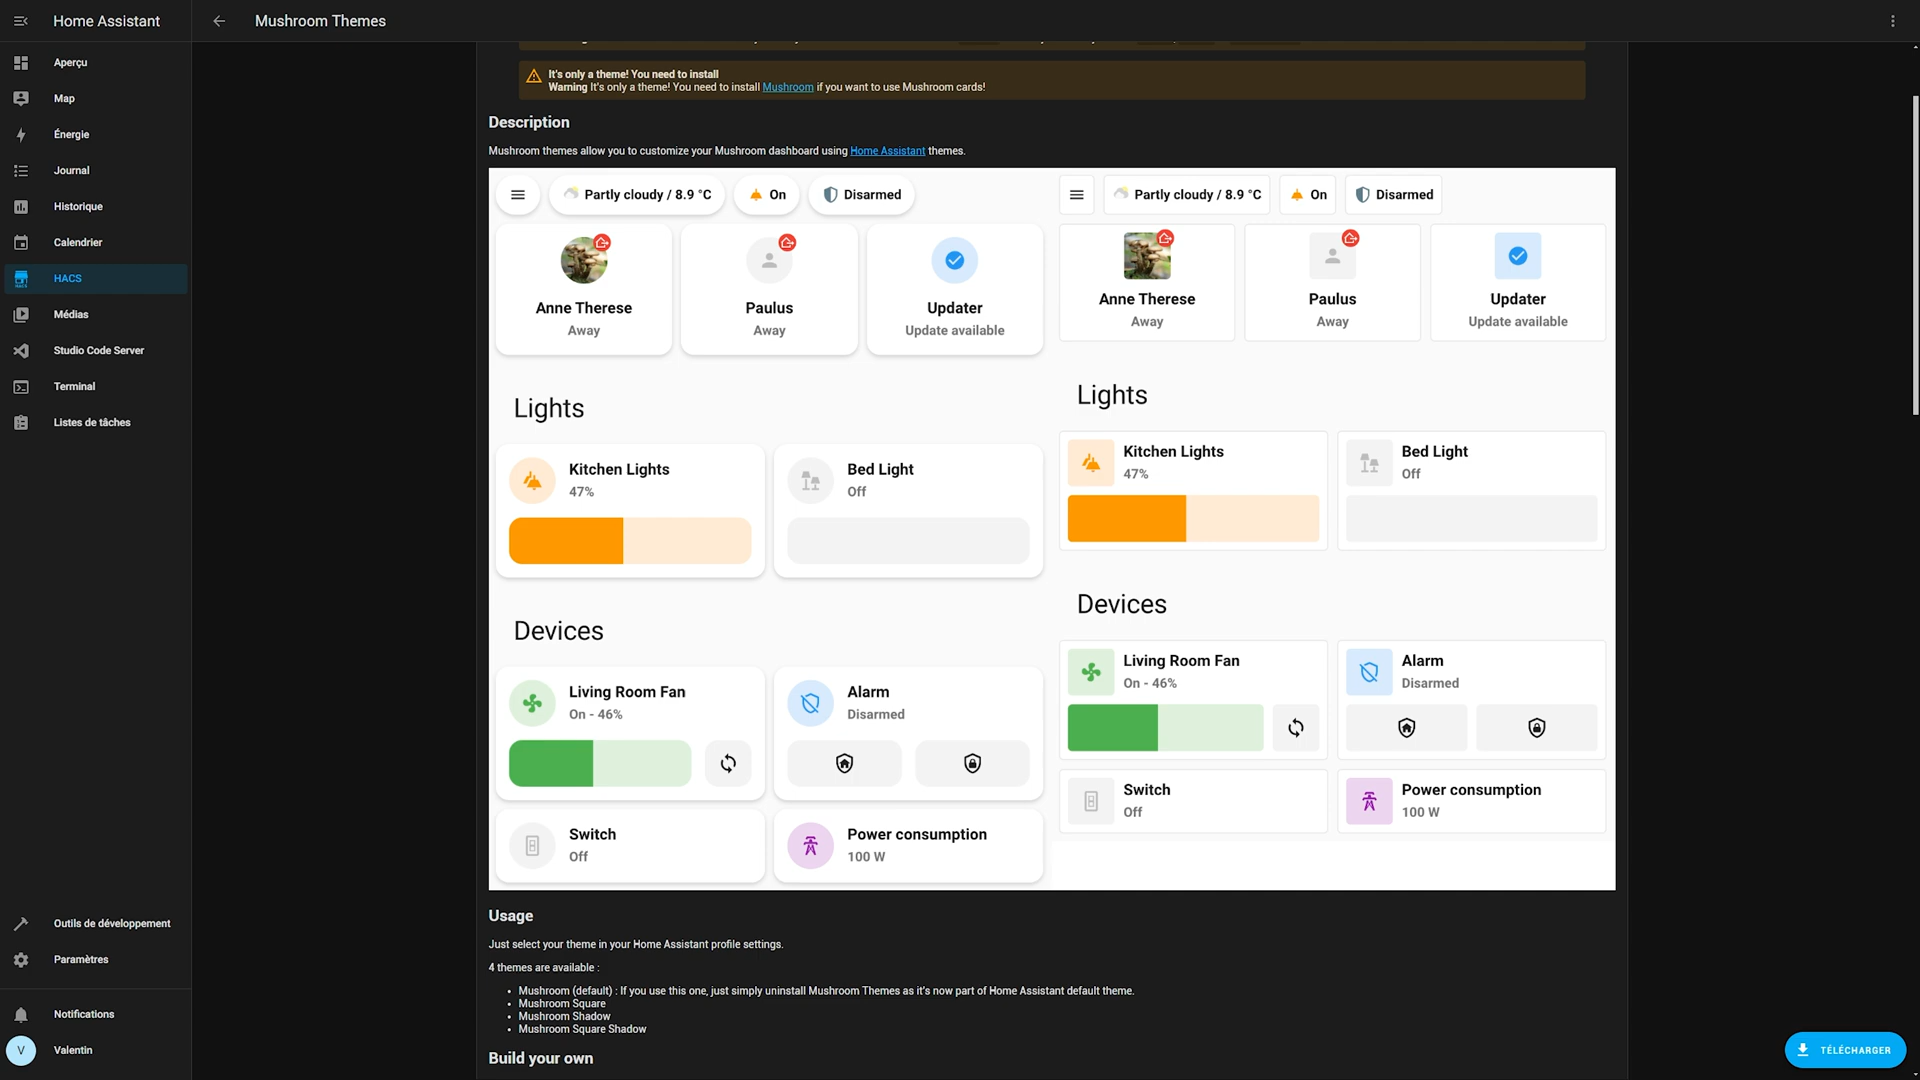 Home Assistant
Mushroom Themes
Aperçu
Map
Énergie
Journal
Historique
Calendrier
HACS
Médias
Studio Code Server
Terminal
Listes de tâches
Outils de développement
Paramètres
Notifications
V
Valentin
It's only a theme! You need to install
Warning It's only a theme! You need to install Mushroom if you want to use Mushroom cards!
Description
Mushroom themes allow you to customize your Mushroom dashboard using Home Assistant themes.
Partly cloudy / 8.9 °C
On
Disarmed
Anne Therese
Away
Paulus
Away
Updater
Update available
Lights
Kitchen Lights
47%
Bed Light
Off
Devices
Living Room Fan
On - 46%
Alarm
Disarmed
Switch
Off
Power consumption
100 W
Partly cloudy / 8.9 °C
On
Disarmed
Anne Therese
Away
Paulus
Away
Updater
Update available
Lights
Kitchen Lights
47%
Bed Light
Off
Devices
Living Room Fan
On - 46%
Alarm
Disarmed
Switch
Off
Power consumption
100 W
Usage
Just select your theme in your Home Assistant profile settings.
4 themes are available :
Mushroom (default) : If you use this one, just simply uninstall Mushroom Themes as it's now part of Home Assistant default theme.
Mushroom Square
Mushroom Shadow
Mushroom Square Shadow
Build your own
TÉLÉCHARGER